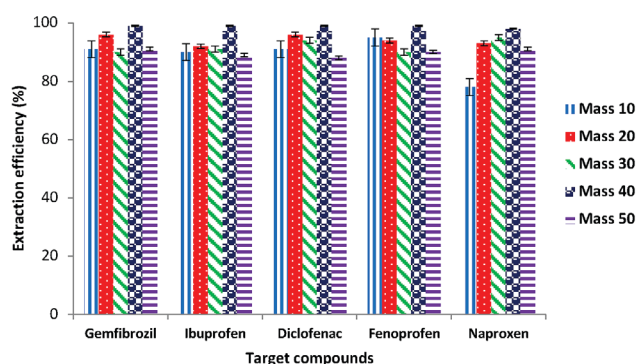 100
80
60
40
20
0
Extraction efficiency (%)
Gemfibrozil Ibuprofen Diclofenac Fenoprofen Naproxen
Target compounds
Mass 10
Mass 20
Mass 30
Mass 40
Mass 50